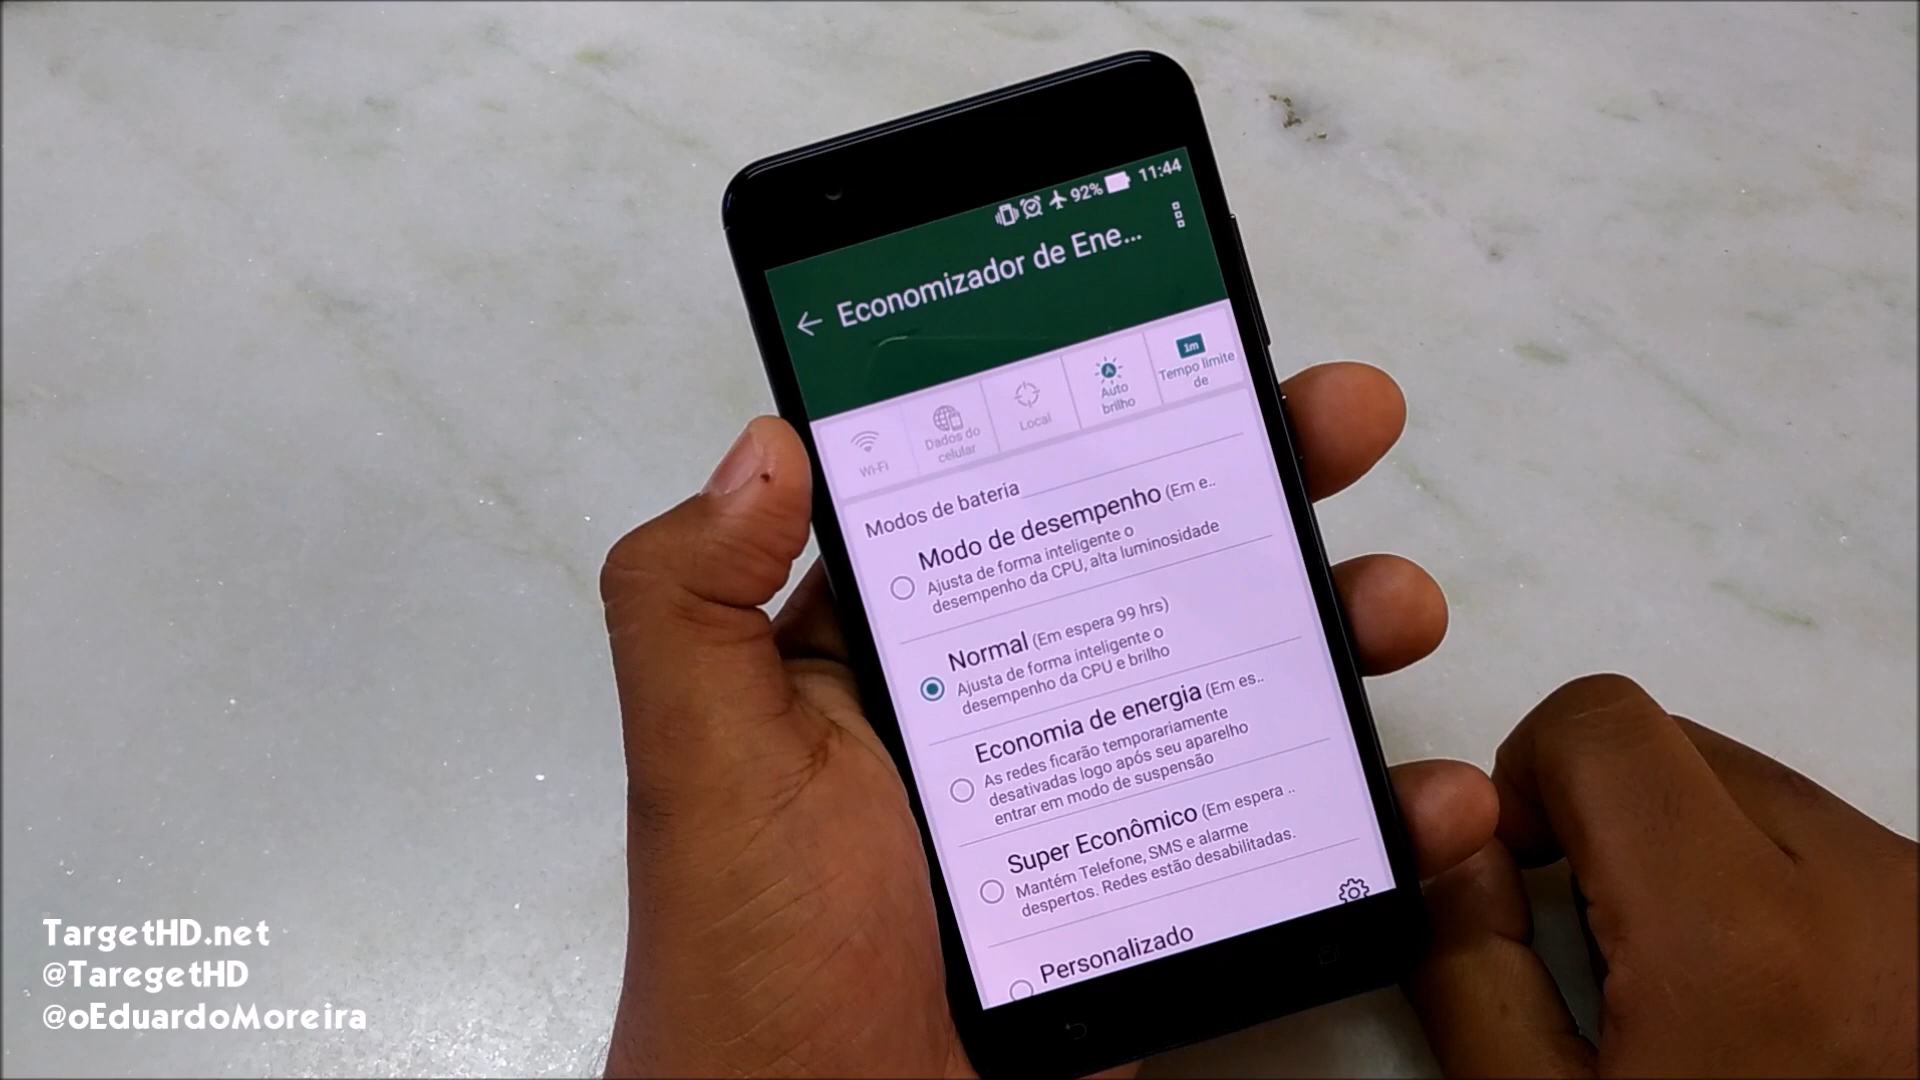 92% 11:44
Economizador de Ene...
Wi-Fi
Dados do
celular
Local
Auto
brilho
1m
Tempo limite
de
Modos de bateria
Modo de desempenho (Em e..
Ajusta de forma inteligente o
desempenho da CPU, alta luminosidade
Normal (Em espera 99 hrs)
Ajusta de forma inteligente o
desempenho da CPU e brilho
Economia de energia (Em es..
As redes ficarão temporariamente
desativadas logo após seu aparelho
entrar em modo de suspensão
Super Econômico (Em espera ..
Mantém Telefone, SMS e alarme
despertos. Redes estão desabilitadas.
Personalizado
TargetHD.net
@TaregetHD
@oEduardoMoreira